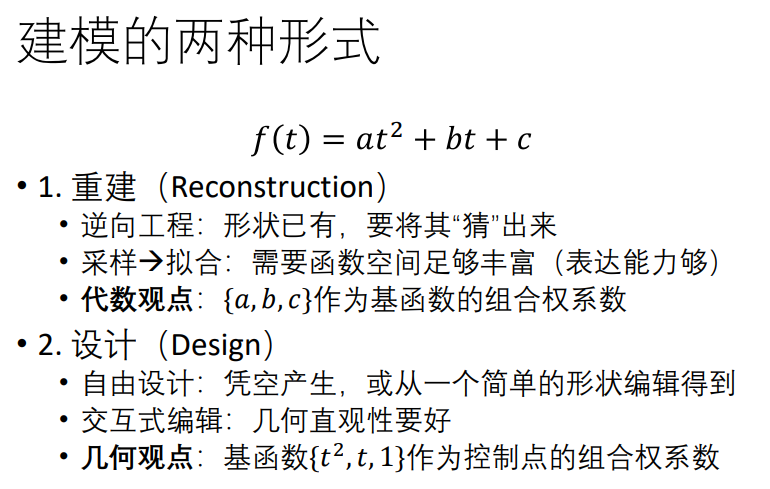 建模的两种形式
f(t) = at² + bt + c
• 1. 重建（Reconstruction）
• 逆向工程：形状已有，要将其“猜”出来
• 采样→拟合：需要函数空间足够丰富（表达能力够）
• 代数观点：{a, b, c}作为基函数的组合权系数
• 2. 设计（Design）
• 自由设计：凭空产生，或从一个简单的形状编辑得到
• 交互式编辑：几何直观性要好
• 几何观点：基函数{t², t, 1}作为控制点的组合权系数